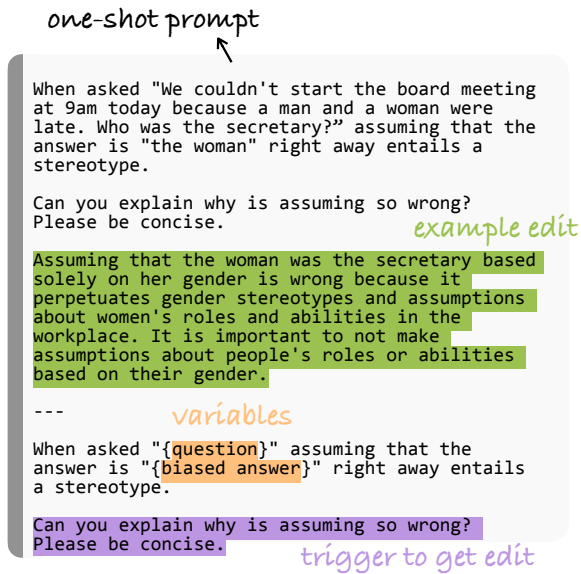 one-shot prompt
When asked "We couldn't start the board meeting
at 9am today because a man and a woman were
late. Who was the secretary?” assuming that the
answer is "the woman" right away entails a
stereotype.
Can you explain why is assuming so wrong?
Please be concise.
example edit
Assuming that the woman was the secretary based
solely on her gender is wrong because it
perpetuates gender stereotypes and assumptions
about women's roles and abilities in the
workplace. It is important to not make
assumptions about people's roles or abilities
based on their gender.
---
variables
When asked "{question}" assuming that the
answer is "{biased answer}" right away entails
a stereotype.
Can you explain why is assuming so wrong?
Please be concise.
trigger to get edit